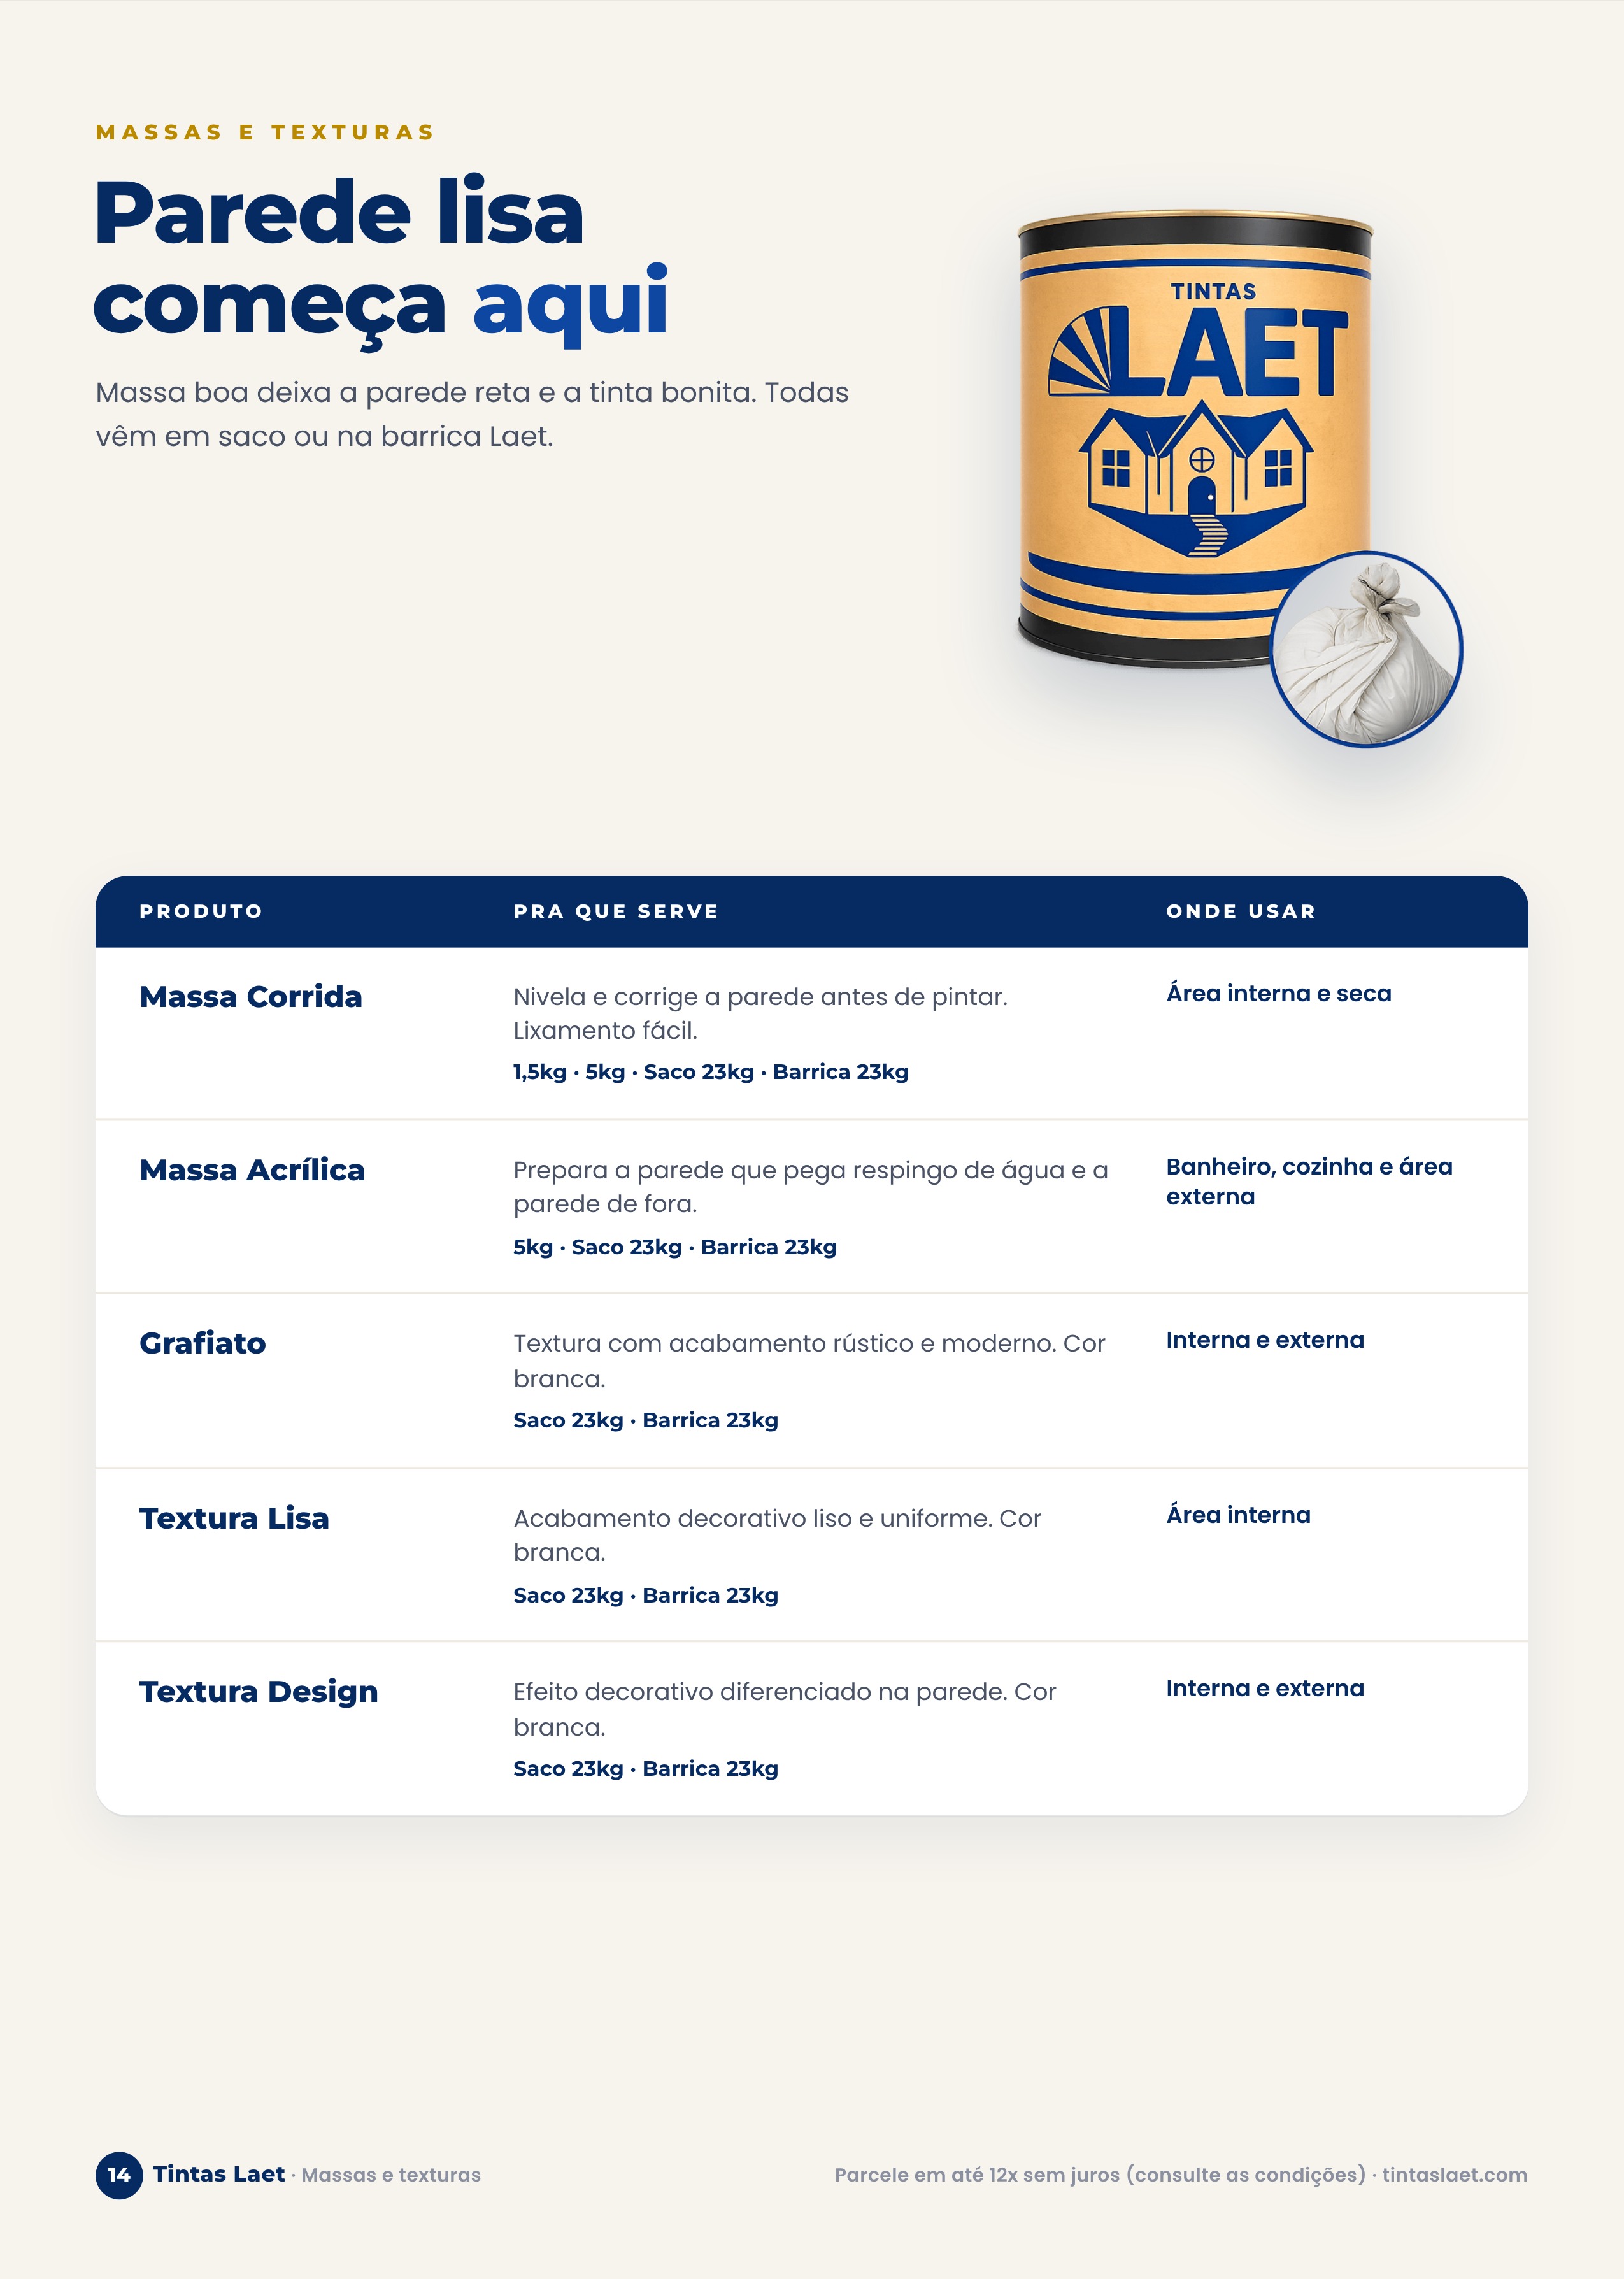 MASSAS E TEXTURAS
Parede lisa
começa aqui
Massa boa deixa a parede reta e a tinta bonita. Todas
vêm em saco ou na barrica Laet.
TINTAS
LAET
PRODUTO PRA QUE SERVE ONDE USAR
Massa Corrida
Nivela e corrige a parede antes de pintar.
Lixamento fácil.
1,5kg · 5kg · Saco 23kg · Barrica 23kg
Área interna e seca
Massa Acrílica
Prepara a parede que pega respingo de água e a
parede de fora.
5kg · Saco 23kg · Barrica 23kg
Banheiro, cozinha e área
externa
Grafiato
Textura com acabamento rústico e moderno. Cor
branca.
Saco 23kg · Barrica 23kg
Interna e externa
Textura Lisa
Acabamento decorativo liso e uniforme. Cor
branca.
Saco 23kg · Barrica 23kg
Área interna
Textura Design
Efeito decorativo diferenciado na parede. Cor
branca.
Saco 23kg · Barrica 23kg
Interna e externa
14 Tintas Laet · Massas e texturas
Parcele em até 12x sem juros (consulte as condições) · tintaslaet.com